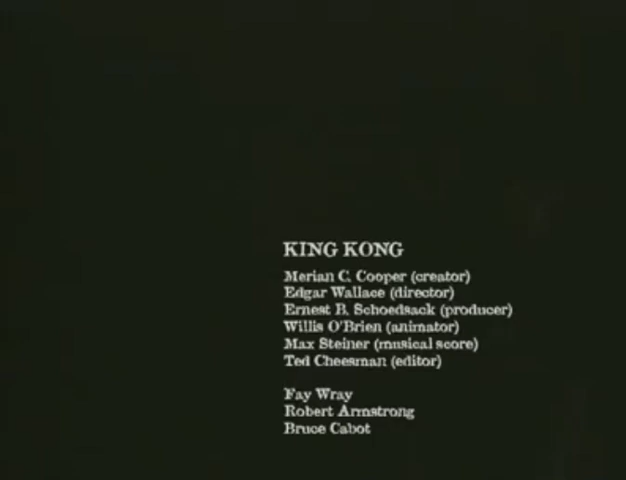 KING KONG
Merian C. Cooper (creator)
Edgar Wallace (director)
Ernest B. Schoedsack (producer)
Willis O'Brien (animator)
Max Steiner (musical score)
Ted Cheesman (editor)
Fay Wray
Robert Armstrong
Bruce Cabot